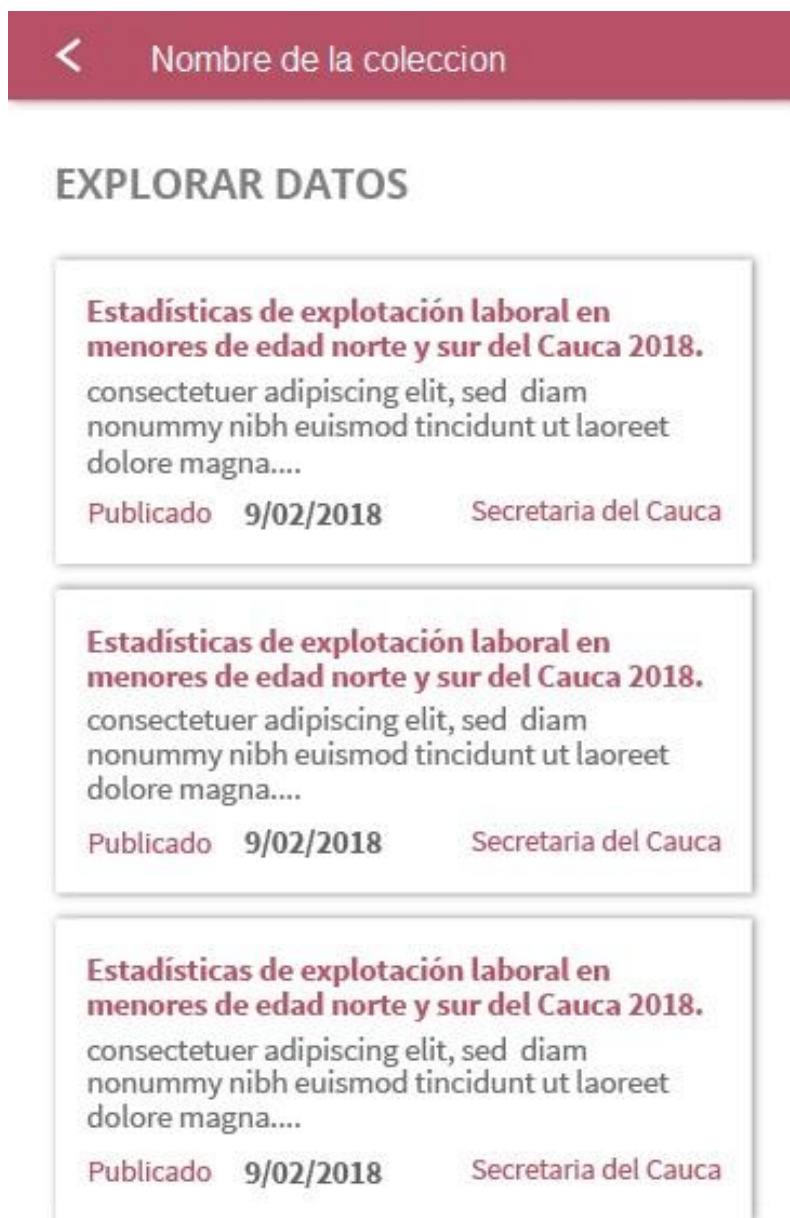 Nombre de la coleccion
EXPLORAR DATOS
Estadísticas de explotación laboral en
menores de edad norte y sur del Cauca 2018.
consectetuer adipiscing elit, sed diam
nonummy nibh euismod tincidunt ut laoreet
dolore magna....
Publicado 9/02/2018 Secretaria del Cauca
Estadísticas de explotación laboral en
menores de edad norte y sur del Cauca 2018.
consectetuer adipiscing elit, sed diam
nonummy nibh euismod tincidunt ut laoreet
dolore magna....
Publicado 9/02/2018 Secretaria del Cauca
Estadísticas de explotación laboral en
menores de edad norte y sur del Cauca 2018.
consectetuer adipiscing elit, sed diam
nonummy nibh euismod tincidunt ut laoreet
dolore magna....
Publicado 9/02/2018 Secretaria del Cauca